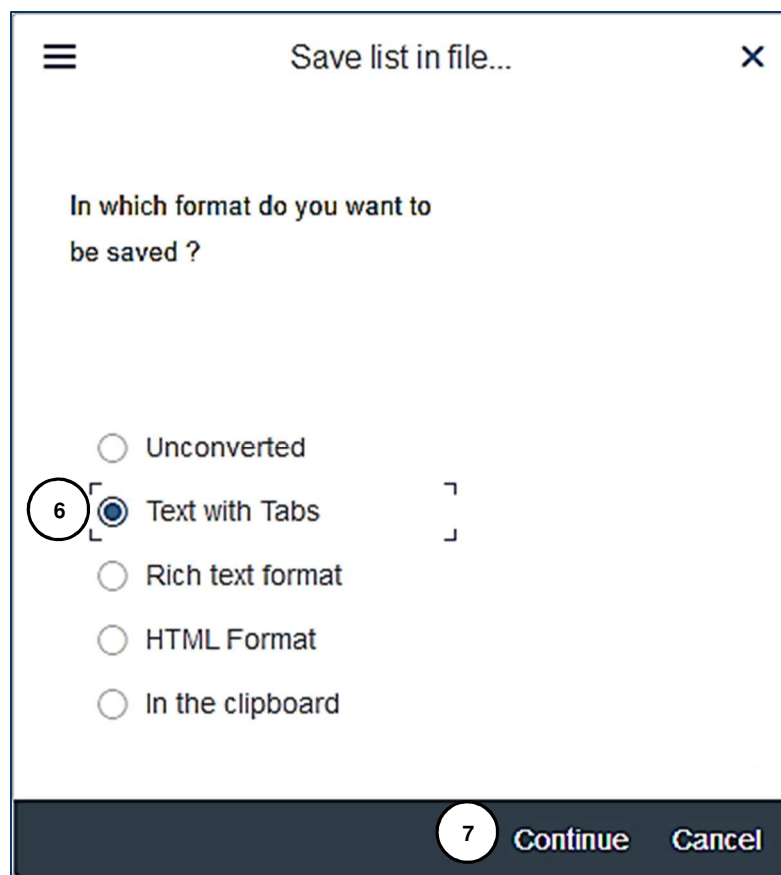 Save list in file...
In which format do you want to
be saved ?
Unconverted
6 Text with Tabs
Rich text format
HTML Format
In the clipboard
7 Continue Cancel